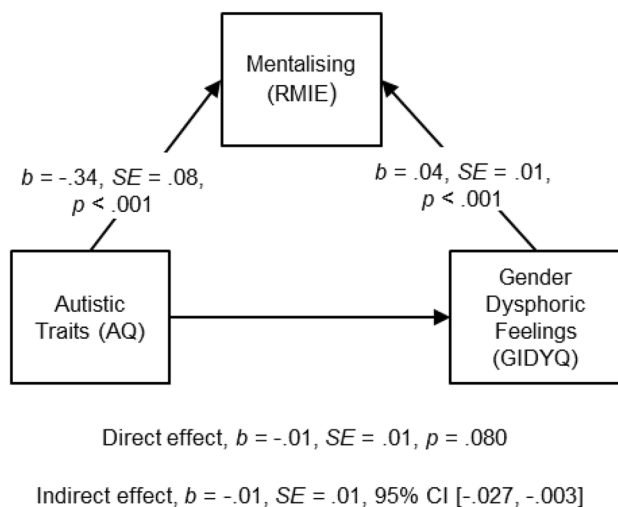 Mentalising
(RMIE)
b = -.34, SE = .08,
p < .001
b = .04, SE = .01,
p < .001
Autistic
Traits (AQ)
Gender
Dysphoric
Feelings
(GIDYQ)
Direct effect, b = -.01, SE = .01, p = .080
Indirect effect, b = -.01, SE = .01, 95% CI [-.027, -.003]